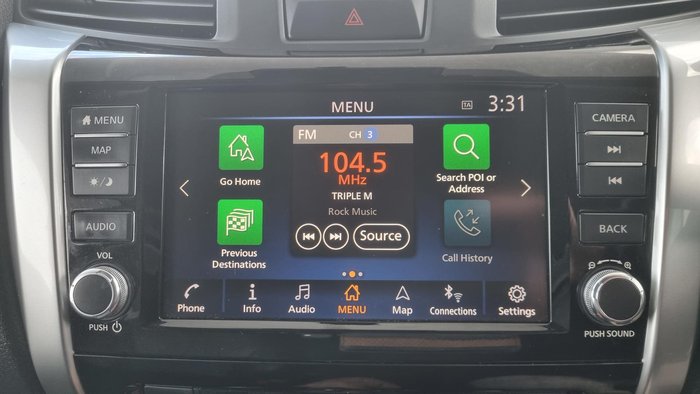 MENU
TA
3:31
MENU
MAP
AUDIO
VOL
PUSH
Go Home
Previous
Destinations
FM
CH 3
104.5
MHz
TRIPLE M
Rock Music
Source
Search POI or
Address
Call History
Phone
Info
Audio
MENU
Map
Connections
Settings
CAMERA
BACK
PUSH SOUND